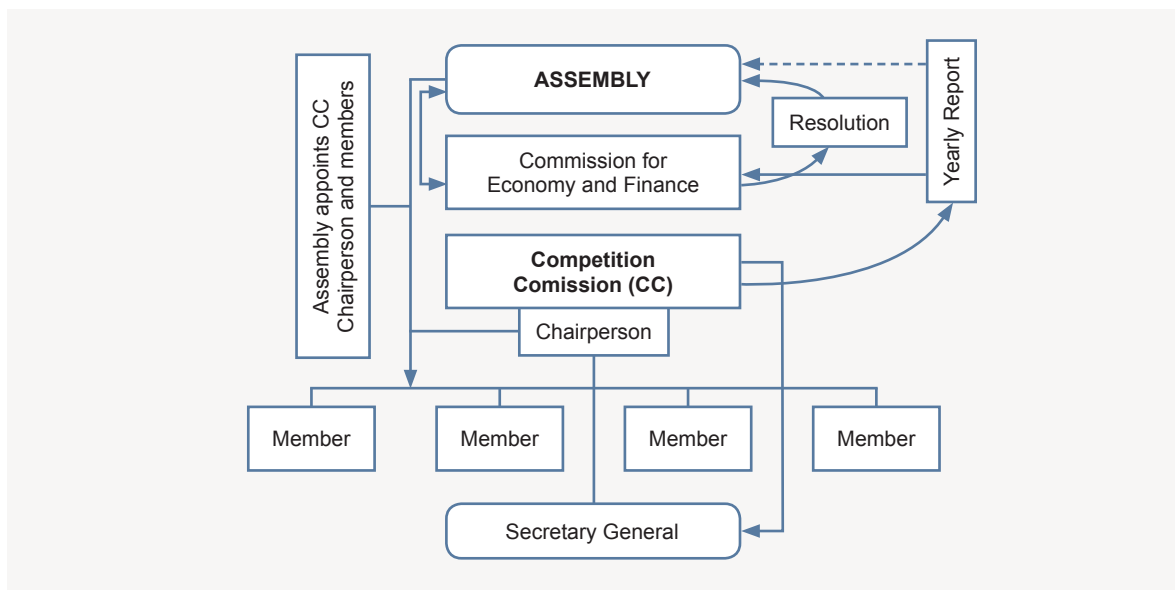 Assembly appoints CC
Chairperson and members
ASSEMBLY
Resolution
Yearly Report
Commission for
Economy and Finance
Competition
Comission (CC)
Chairperson
Member
Member
Member
Member
Secretary General